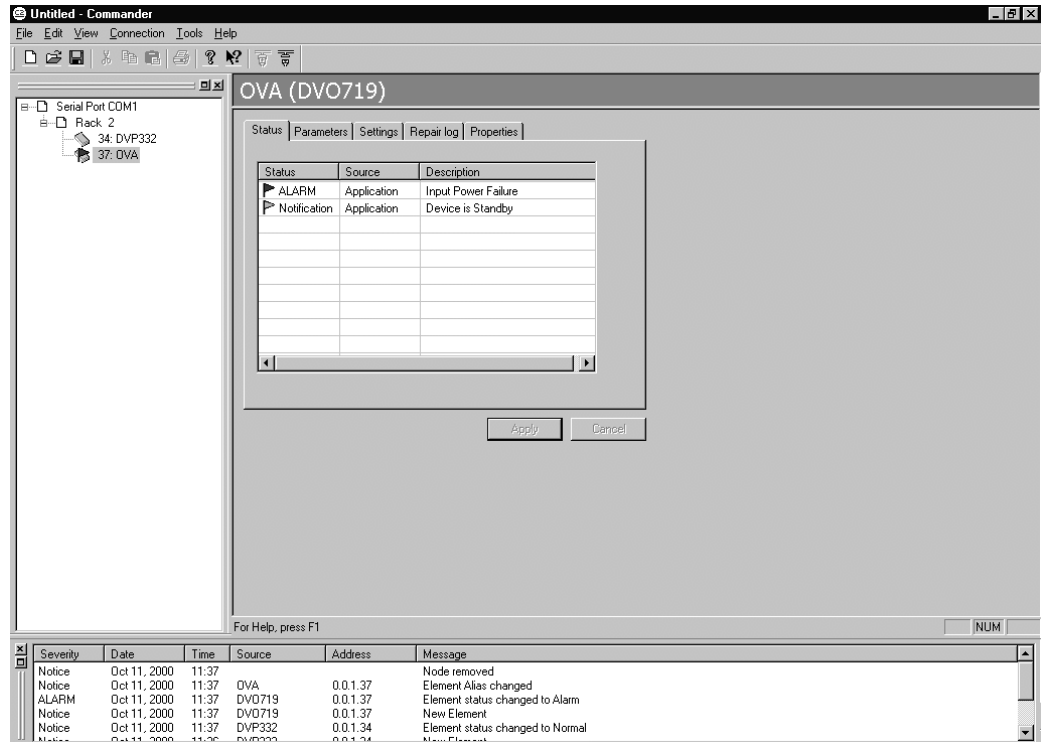 Untitled - Commander
File Edit View Connection Tools Help
Serial Port COM1
Rack 2
34: DVP332
37: OVA
OVA (DVO719)
Status Parameters Settings Repair log Properties
Status Source Description
ALARM Application Input Power Failure
Notification Application Device is Standby
Apply Cancel
For Help, press F1
NUM
Severity Date Time Source Address Message
Notice Oct 11, 2000 11:37 Node removed
Notice Oct 11, 2000 11:37 OVA 0.0.1.37 Element Alias changed
ALARM Oct 11, 2000 11:37 DVO719 0.0.1.37 Element status changed to Alarm
Notice Oct 11, 2000 11:37 DVO719 0.0.1.37 New Element
Notice Oct 11, 2000 11:37 DVP332 0.0.1.34 Element status changed to Normal